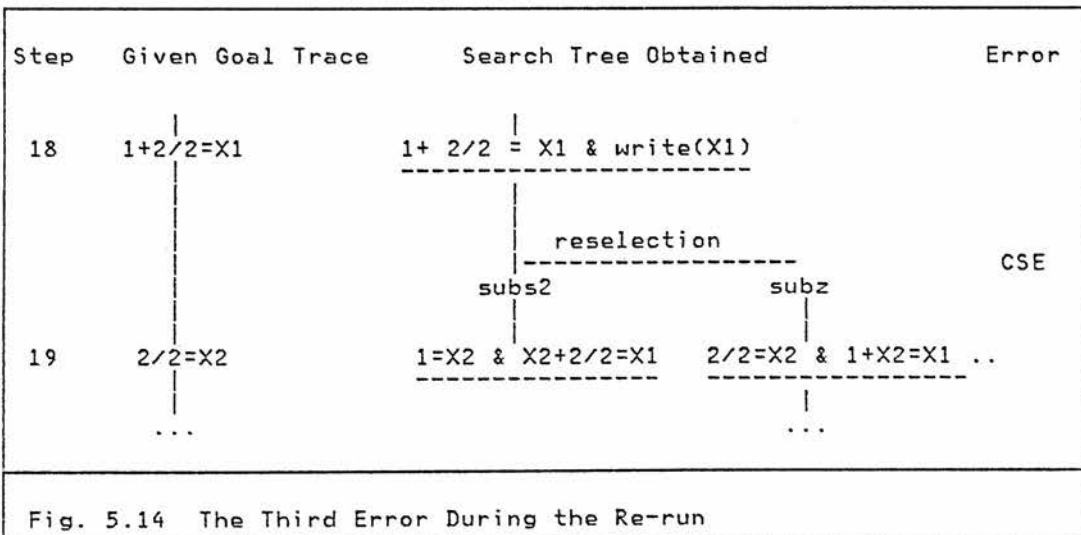 Step Given Goal Trace Search Tree Obtained Error
18 1+2/2=X1 1+ 2/2 = X1 & write(X1)
reselection
CSE
subs2 subz
19 2/2=X2 1=X2 & X2+2/2=X1 2/2=X2 & 1+X2=X1 ..
... ...
Fig. 5.14 The Third Error During the Re-run